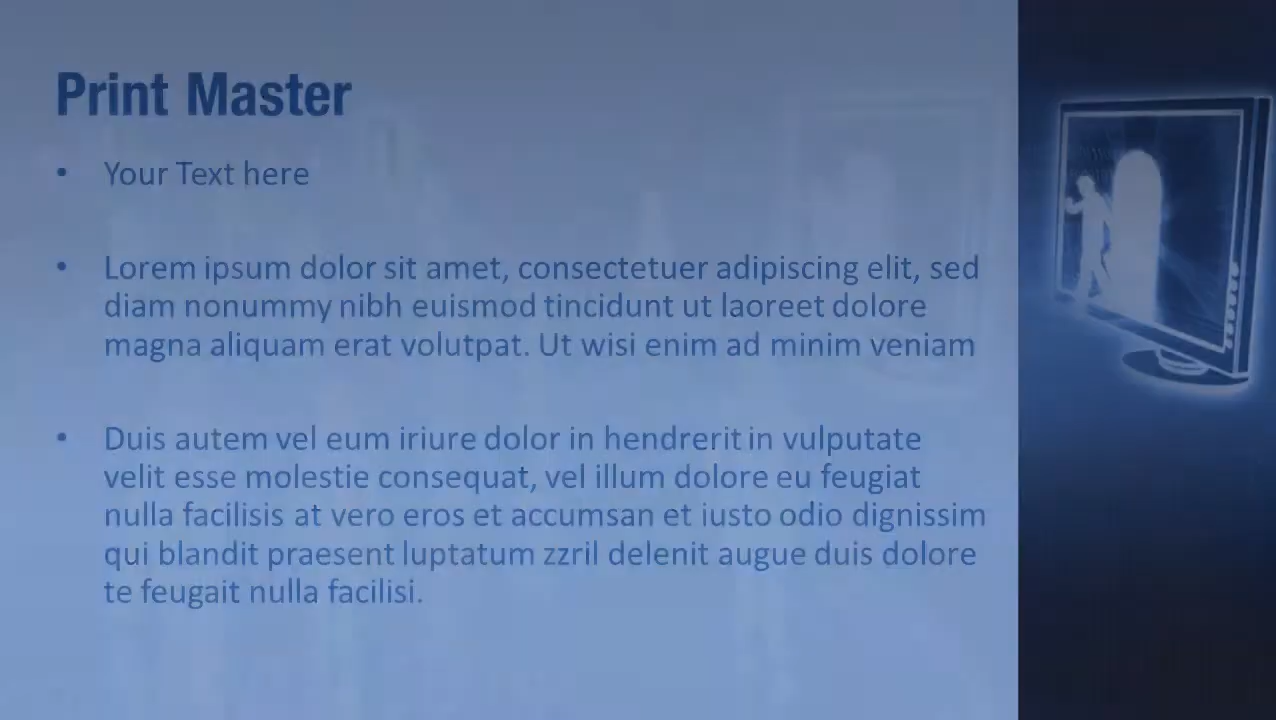 Print Master
• Your Text here
• Lorem ipsum dolor sit amet, consectetuer adipiscing elit, sed
diam nonummy nibh euismod tincidunt ut laoreet dolore
magna aliquam erat volutpat. Ut wisi enim ad minim veniam
• Duis autem vel eum iriure dolor in hendrerit in vulputate
velit esse molestie consequat, vel illum dolore eu feugiat
nulla facilisis at vero eros et accumsan et iusto odio dignissim
qui blandit praesent luptatum zzril delenit augue duis dolore
te feugait nulla facilisi.